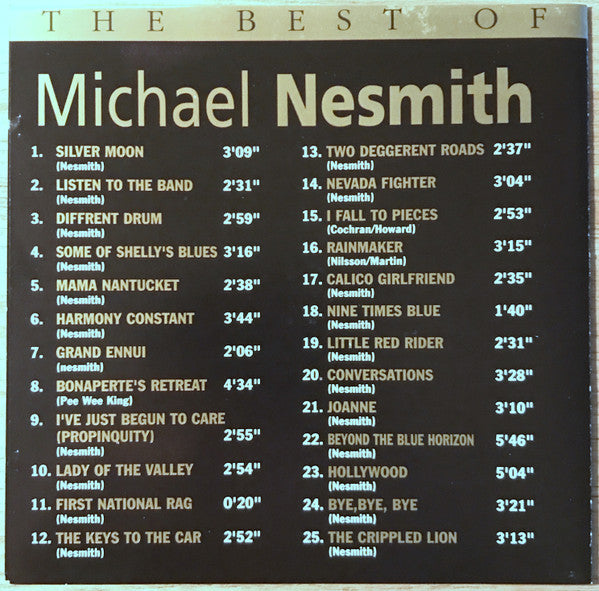 THE BEST OF
Michael Nesmith
1. SILVER MOON 3'09"
(Nesmith)
2. LISTEN TO THE BAND 2'31"
(Nesmith)
3. DIFFRENT DRUM 2'59"
(Nesmith)
4. SOME OF SHELLY'S BLUES 3'16"
(Nesmith)
5. MAMA NANTUCKET 2'38"
(Nesmith)
6. HARMONY CONSTANT 3'44"
(Nesmith)
7. GRAND ENNUI 2'06"
(nesmith)
8. BONAPERTE'S RETREAT 4'34"
(Pee Wee King)
9. I'VE JUST BEGUN TO CARE
(PROPINQUITY) 2'55"
(Nesmith)
10. LADY OF THE VALLEY 2'54"
(Nesmith)
11. FIRST NATIONAL RAG 0'20"
(Nesmith)
12. THE KEYS TO THE CAR 2'52"
(Nesmith)
13. TWO DEGGERENT ROADS 2'37"
(Nesmith)
14. NEVADA FIGHTER 3'04"
(Nesmith)
15. I FALL TO PIECES 2'53"
(Cochran/Howard)
16. RAINMAKER 3'15"
(Nilsson/Martin)
17. CALICO GIRLFRIEND 2'35"
(Nesmith)
18. NINE TIMES BLUE 1'40"
(Nesmith)
19. LITTLE RED RIDER 2'31"
(Nesmith)
20. CONVERSATIONS 3'28"
(Nesmith)
21. JOANNE 3'10"
(Nesmith)
22. BEYOND THE BLUE HORIZON 5'46"
(Nesmith)
23. HOLLYWOOD 5'04"
(Nesmith)
24. BYE,BYE, BYE 3'21"
(Nesmith)
25. THE CRIPPLED LION 3'13"
(Nesmith)